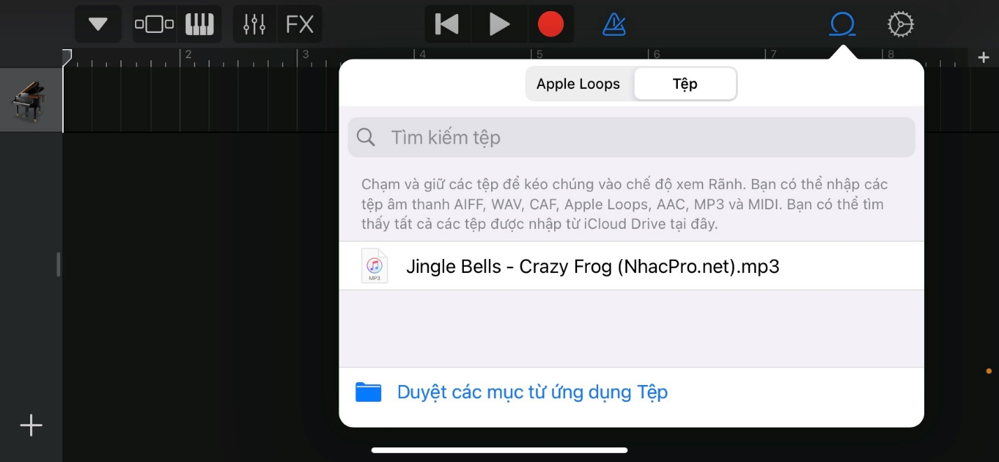 FX
1 2 3 4 5 6 7 8
Apple Loops Tệp
Tìm kiếm tệp
Chạm và giữ các tệp để kéo chúng vào chế độ xem Rãnh. Bạn có thể nhập các
tệp âm thanh AIFF, WAV, CAF, Apple Loops, AAC, MP3 và MIDI. Bạn có thể tìm
thấy tất cả các tệp được nhập từ iCloud Drive tại đây.
MP3
Jingle Bells - Crazy Frog (NhacPro.net).mp3
Duyệt các mục từ ứng dụng Tệp